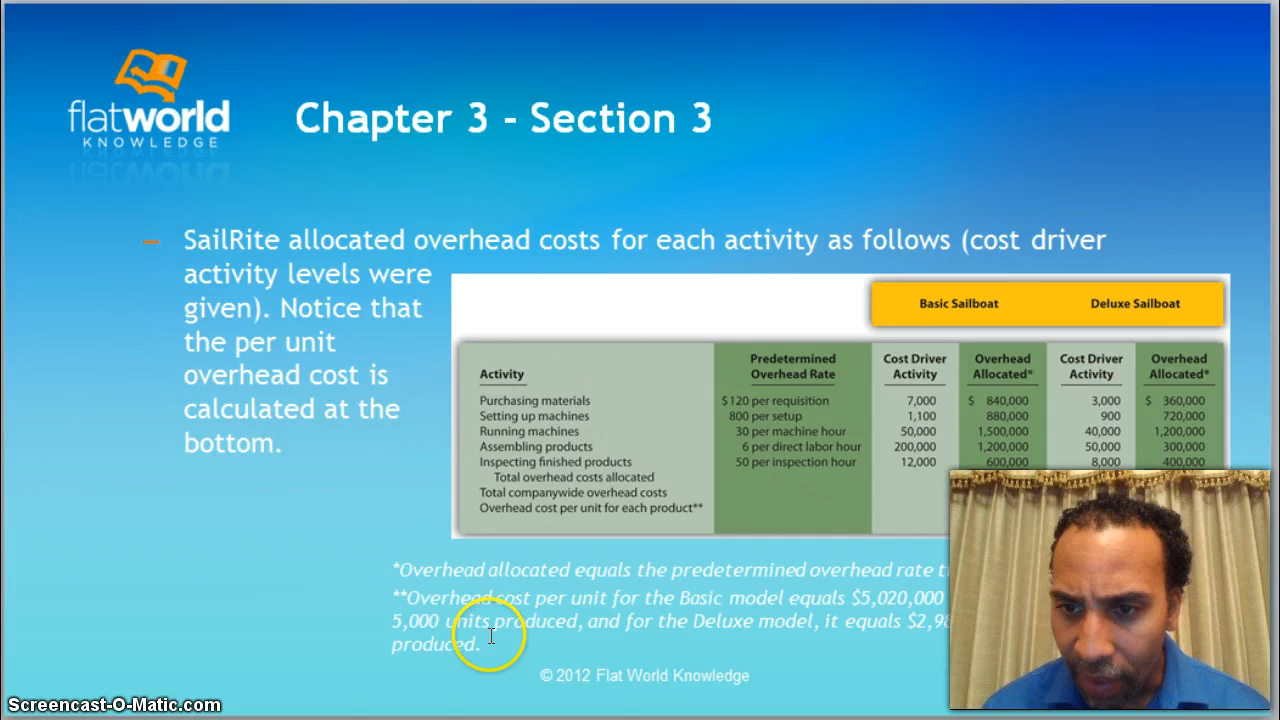 flatworld
KNOWLEDGE
Chapter 3 - Section 3
– SailRite allocated overhead costs for each activity as follows (cost driver
activity levels were
given). Notice that
the per unit
overhead cost is
calculated at the
bottom.
Basic Sailboat Deluxe Sailboat
Predetermined Cost Driver Overhead Cost Driver Overhead
Activity Overhead Rate Activity Allocated* Activity Allocated*
Purchasing materials $120 per requisition 7,000 $ 840,000 3,000 $ 360,000
Setting up machines 800 per setup 1,100 880,000 900 720,000
Running machines 30 per machine hour 50,000 1,500,000 40,000 1,200,000
Assembling products 6 per direct labor hour 200,000 1,200,000 50,000 300,000
Inspecting finished products 50 per inspection hour 12,000 600,000 8,000 400,000
Total overhead costs allocated
Total companywide overhead costs
Overhead cost per unit for each product**
*Overhead allocated equals the predetermined overhead rate
**Overhead cost per unit for the Basic model equals $5,020,000
5,000 units produced, and for the Deluxe model, it equals
produced.
© 2012 Flat World Knowledge
Screencast-O-Matic.com